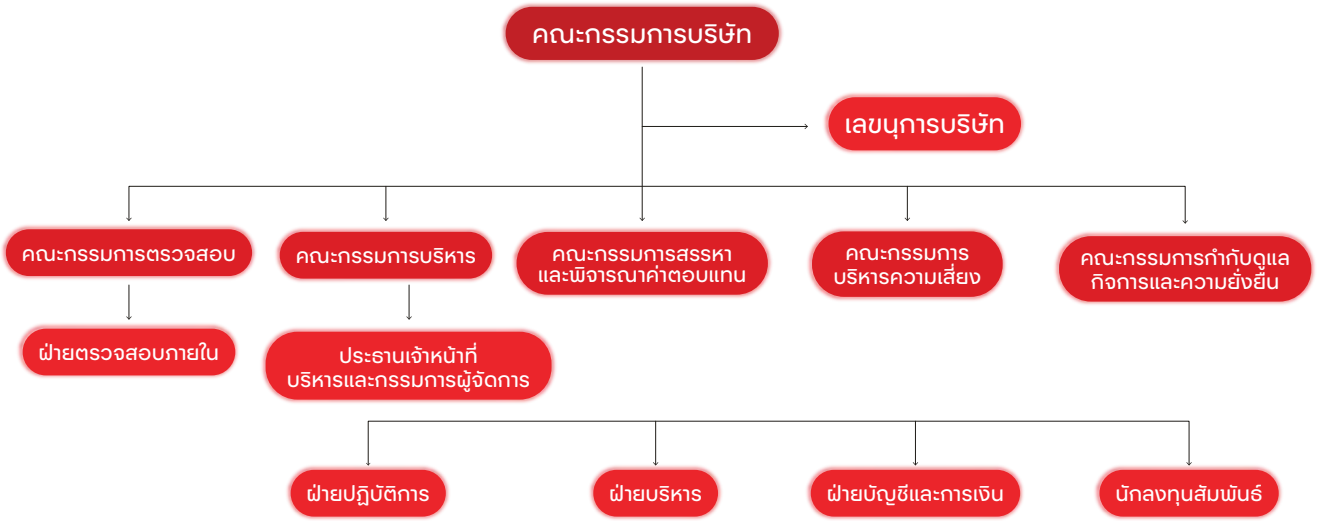 คณะกรรมการบริษัท
เลขนุการบริษัท
คณะกรรมการตรวจสอบ
คณะกรรมการบริหาร
คณะกรรมการสรรหา
และพิจารณาค่าตอบแทน
คณะกรรมการ
บริหารความเสี่ยง
คณะกรรมการกำกับดูแล
กิจการและความยั่งยืน
ฝ่ายตรวจสอบภายใน
ประธานเจ้าหน้าที่
บริหารและกรรมการผู้จัดการ
ฝ่ายปฏิบัติการ
ฝ่ายบริหาร
ฝ่ายบัญชีและการเงิน
นักลงทุนสัมพันธ์